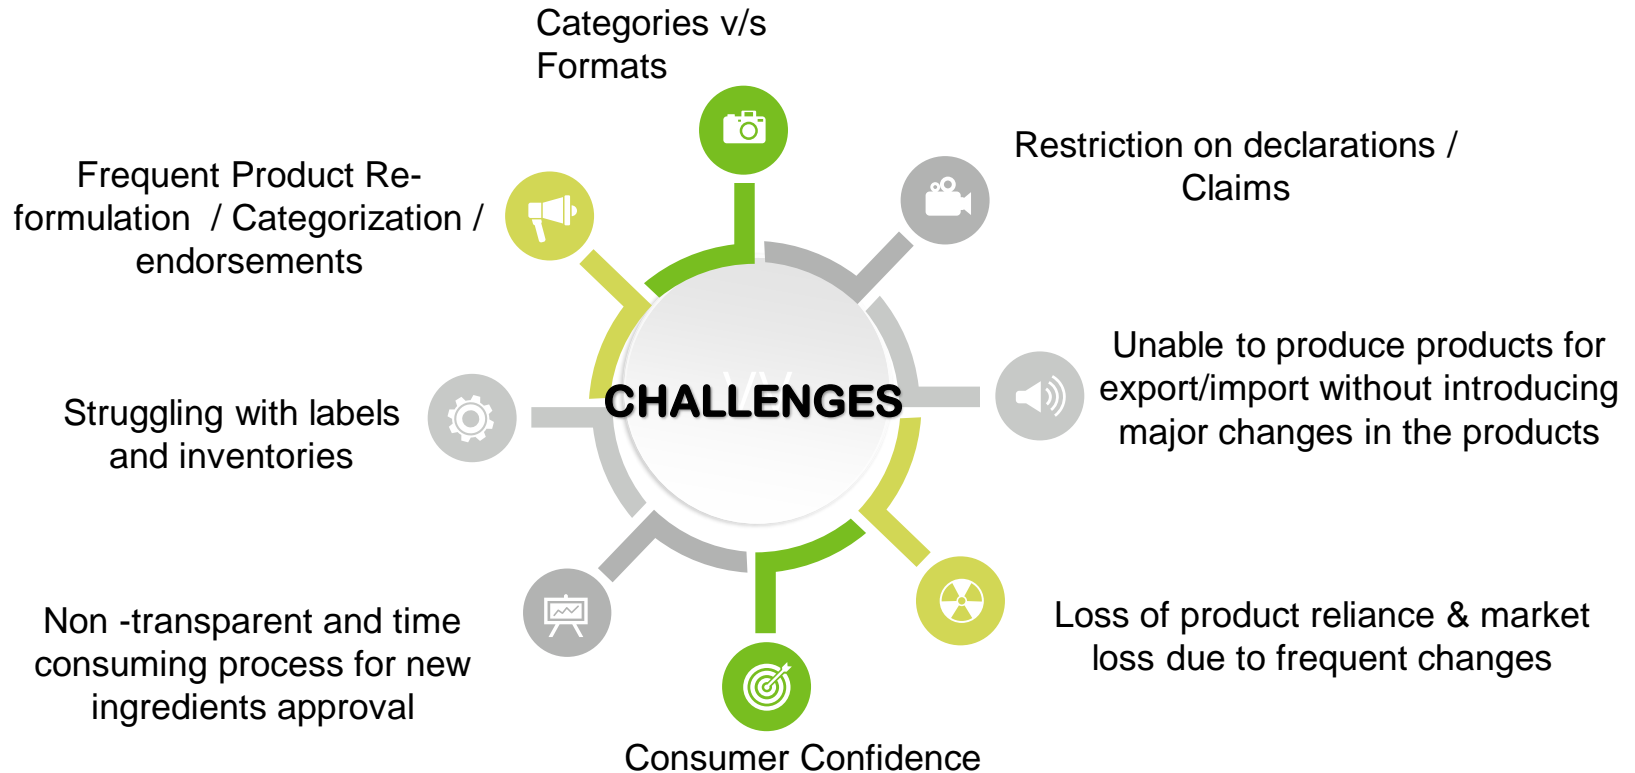 Categories v/s
Formats
Restriction on declarations /
Claims
Unable to produce products for
export/import without introducing
major changes in the products
Loss of product reliance & market
loss due to frequent changes
Consumer Confidence
Non -transparent and time
consuming process for new
ingredients approval
Struggling with labels
and inventories
Frequent Product Re-
formulation  / Categorization /
endorsements
CHALLENGES